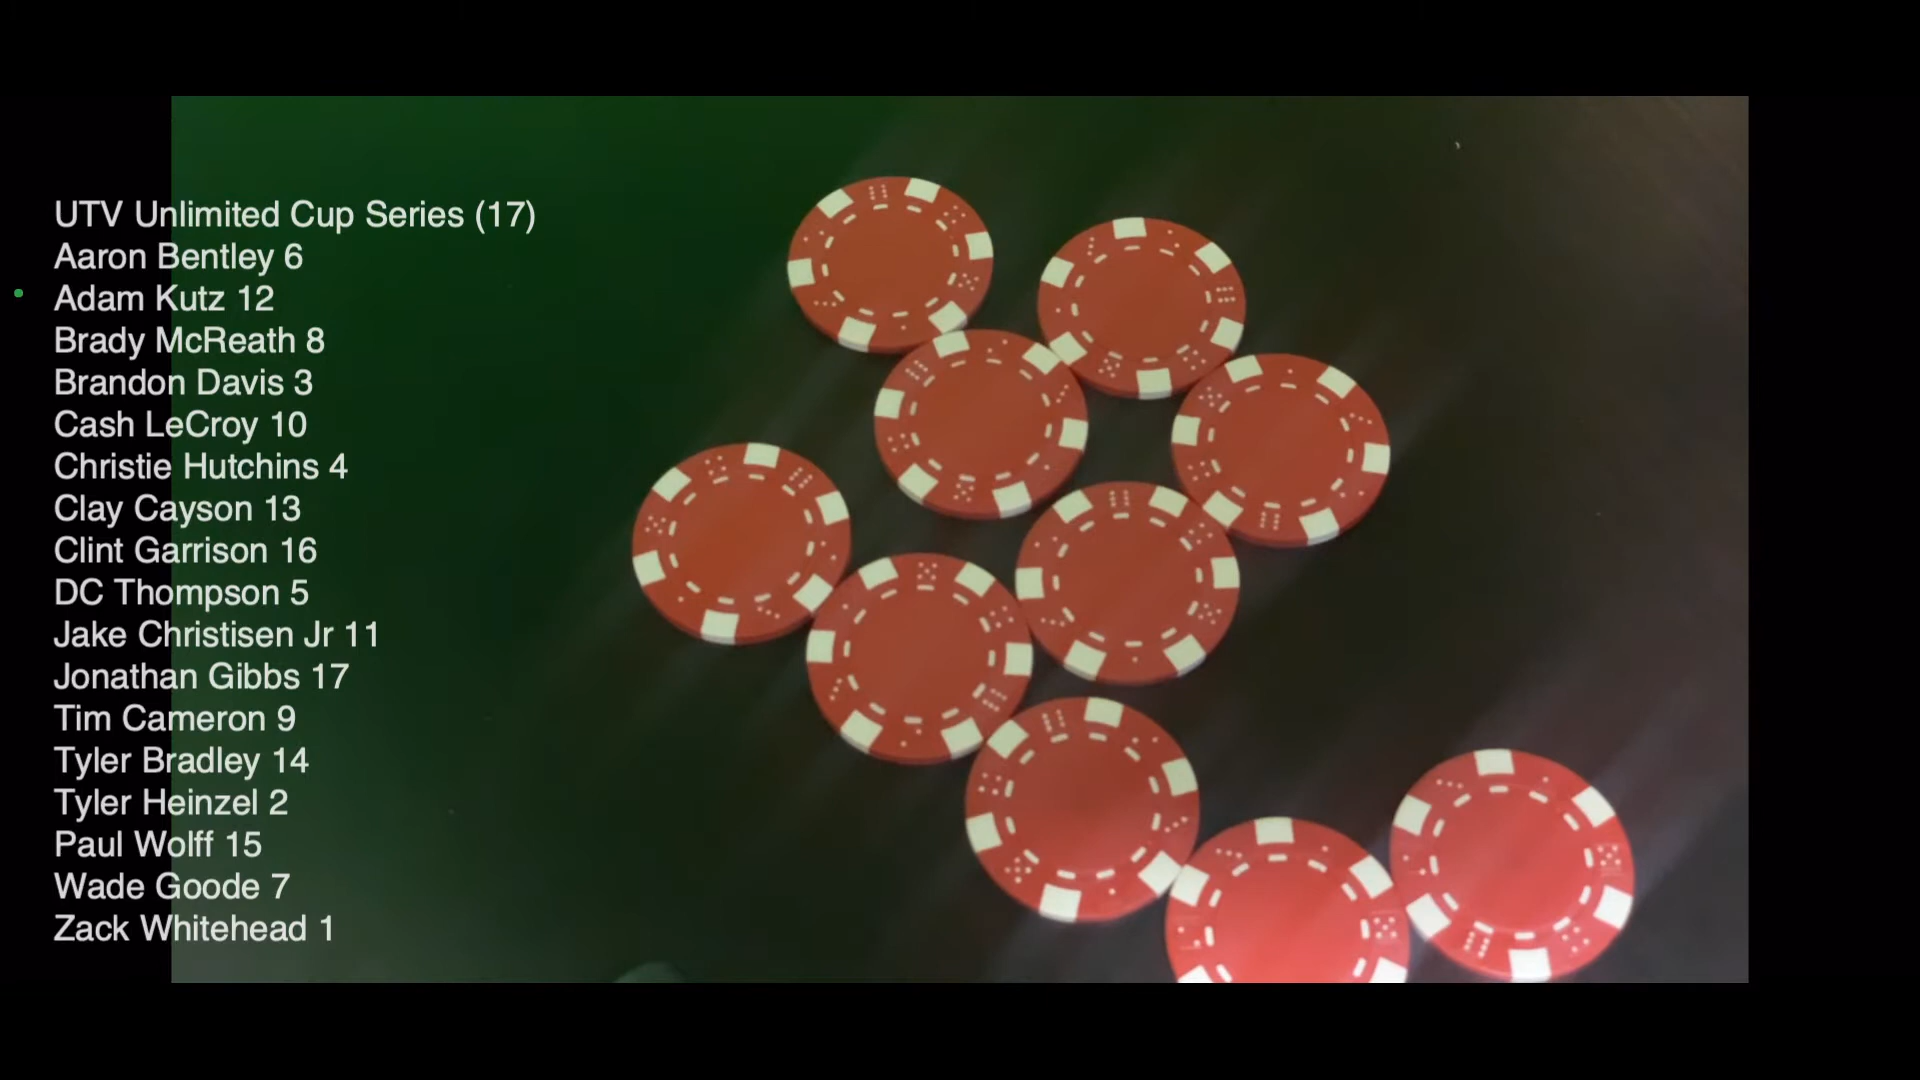 UTV Unlimited Cup Series (17)
Aaron Bentley 6
Adam Kutz 12
Brady McReath 8
Brandon Davis 3
Cash LeCroy 10
Christie Hutchins 4
Clay Cayson 13
Clint Garrison 16
DC Thompson 5
Jake Christisen Jr 11
Jonathan Gibbs 17
Tim Cameron 9
Tyler Bradley 14
Tyler Heinzel 2
Paul Wolff 15
Wade Goode 7
Zack Whitehead 1